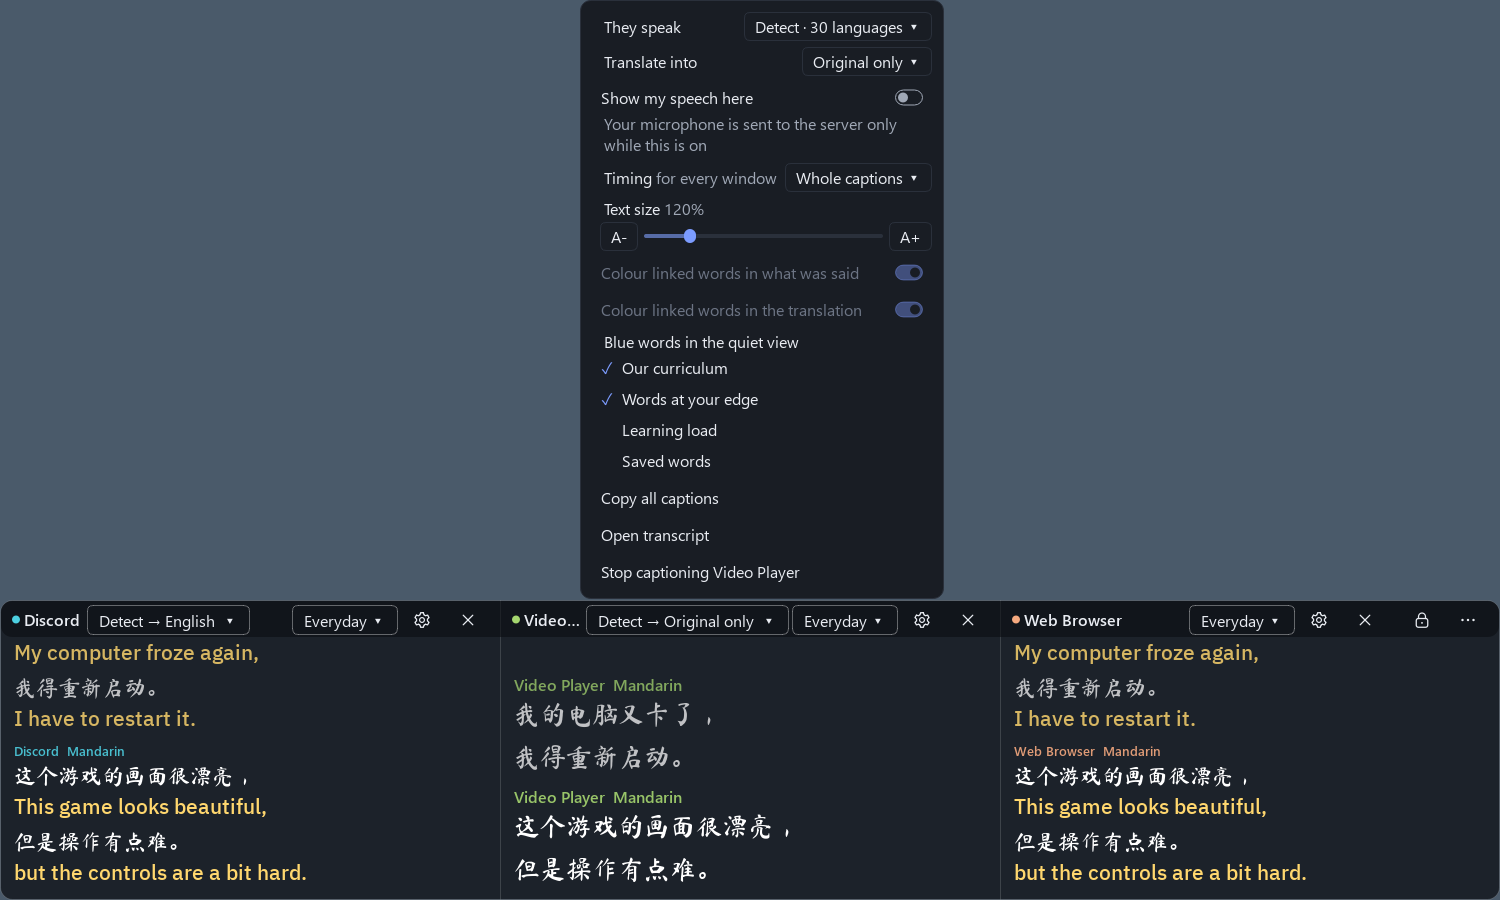 They speak Detect · 30 languages ▾
Translate into Original only ▾
Show my speech here
Your microphone is sent to the server only
while this is on
Timing for every window Whole captions ▾
Text size 120%
A- A+
Colour linked words in what was said
Colour linked words in the translation
Blue words in the quiet view
✓ Our curriculum
✓ Words at your edge
Learning load
Saved words
Copy all captions
Open transcript
Stop captioning Video Player
Discord Detect → English ▾ Everyday ▾
My computer froze again,
我得重新启动。
I have to restart it.
Discord Mandarin
这个游戏的画面很漂亮，
This game looks beautiful,
但是操作有点难。
but the controls are a bit hard.
Video... Detect → Original only ▾ Everyday ▾
Video Player Mandarin
我的电脑又卡了，
我得重新启动。
Video Player Mandarin
这个游戏的画面很漂亮，
但是操作有点难。
Web Browser Everyday ▾
My computer froze again,
我得重新启动。
I have to restart it.
Web Browser Mandarin
这个游戏的画面很漂亮，
This game looks beautiful,
但是操作有点难。
but the controls are a bit hard.